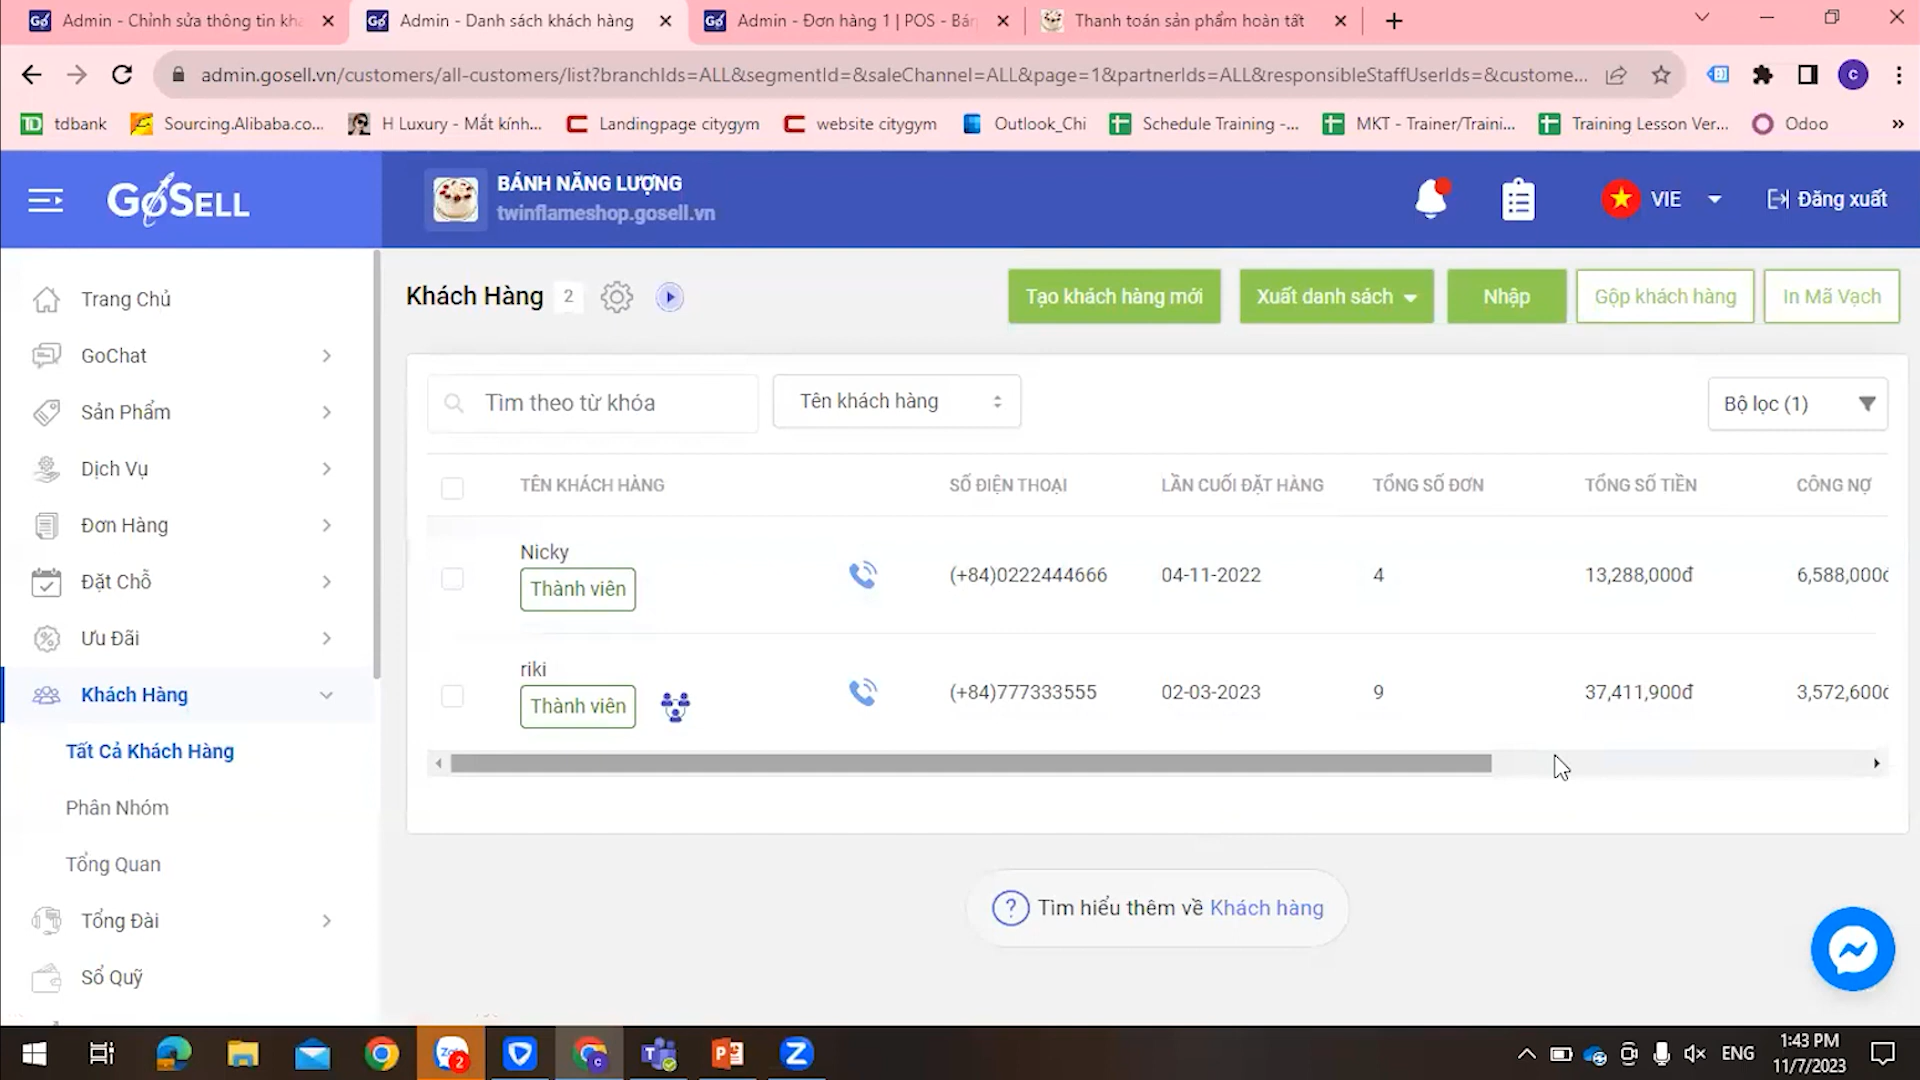 Admin - Chỉnh sửa thông tin kh
Admin - Danh sách khách hàng
Admin - Đơn hàng 1 | POS - Bán
Thanh toán sản phẩm hoàn tất
admin.gosell.vn/customers/all-customers/list?branchIds=ALL&segmentId=&saleChannel=ALL&page=1&partnerIds=ALL&responsibleStaffUserIds=&custome...
C
tdbank
Sourcing.Alibaba.co...
H Luxury - Mắt kính...
Landingpage citygym
website citygym
Outlook_Chi
Schedule Training -...
MKT - Trainer/Traini...
Training Lesson Ver...
Odoo
GOSELL
BÁNH NĂNG LƯỢNG
twinflameshop.gosell.vn
VIE
Đăng xuất
Trang Chủ
GoChat
Sản Phẩm
Dịch Vụ
Đơn Hàng
Đặt Chỗ
Ưu Đãi
Khách Hàng
Tất Cả Khách Hàng
Phân Nhóm
Tổng Quan
Tổng Đài
Sổ Quỹ
Khách Hàng 2
Tạo khách hàng mới
Xuất danh sách
Nhập
Gộp khách hàng
In Mã Vạch
Tìm theo từ khóa
Tên khách hàng
Bộ lọc (1)
TÊN KHÁCH HÀNG SỐ ĐIỆN THOẠI LẦN CUỐI ĐẶT HÀNG TỔNG SỐ ĐƠN TỔNG SỐ TIỀN CÔNG NỢ
Nicky
Thành viên
(+84)0222444666 04-11-2022 4 13,288,000đ 6,588,000đ
riki
Thành viên
(+84)777333555 02-03-2023 9 37,411,900đ 3,572,600đ
? Tìm hiểu thêm về Khách hàng
ENG
1:43 PM
11/7/2023